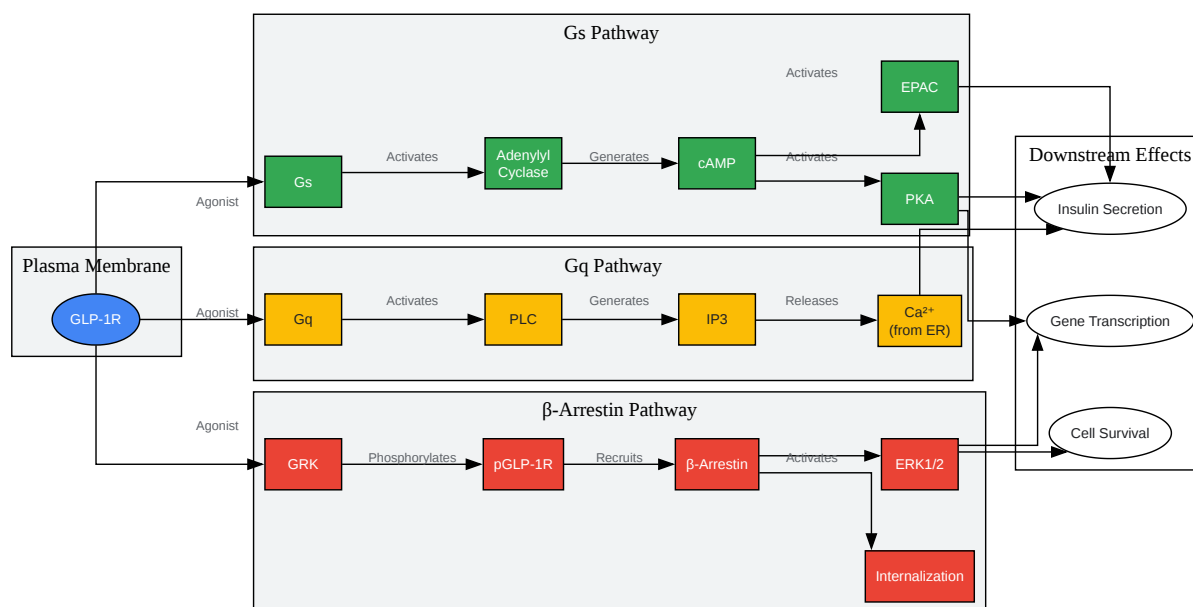 Gs Pathway
Activates
EPAC
Activates
Adenylyl
Cyclase
Generates
cAMP
Activates
Gs
PKA
Agonist
Downstream Effects
Insulin Secretion
Plasma Membrane
GLP-1R
Gq Pathway
Agonist
Gq
Activates
PLC
Generates
IP3
Releases
Ca²⁺
(from ER)
Gene Transcription
β-Arrestin Pathway
Agonist
GRK
Phosphorylates
pGLP-1R
Recruits
β-Arrestin
Activates
ERK1/2
Cell Survival
Internalization